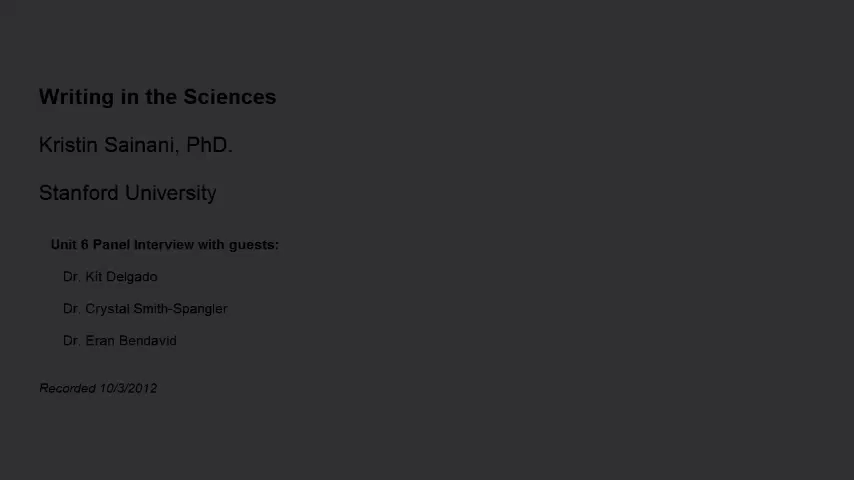 Writing in the Sciences
Kristin Sainani, PhD.
Stanford University
Unit 6 Panel Interview with guests:
Dr. Kit Delgado
Dr. Crystal Smith-Spangler
Dr. Eran Bendavid
Recorded 10/3/2012